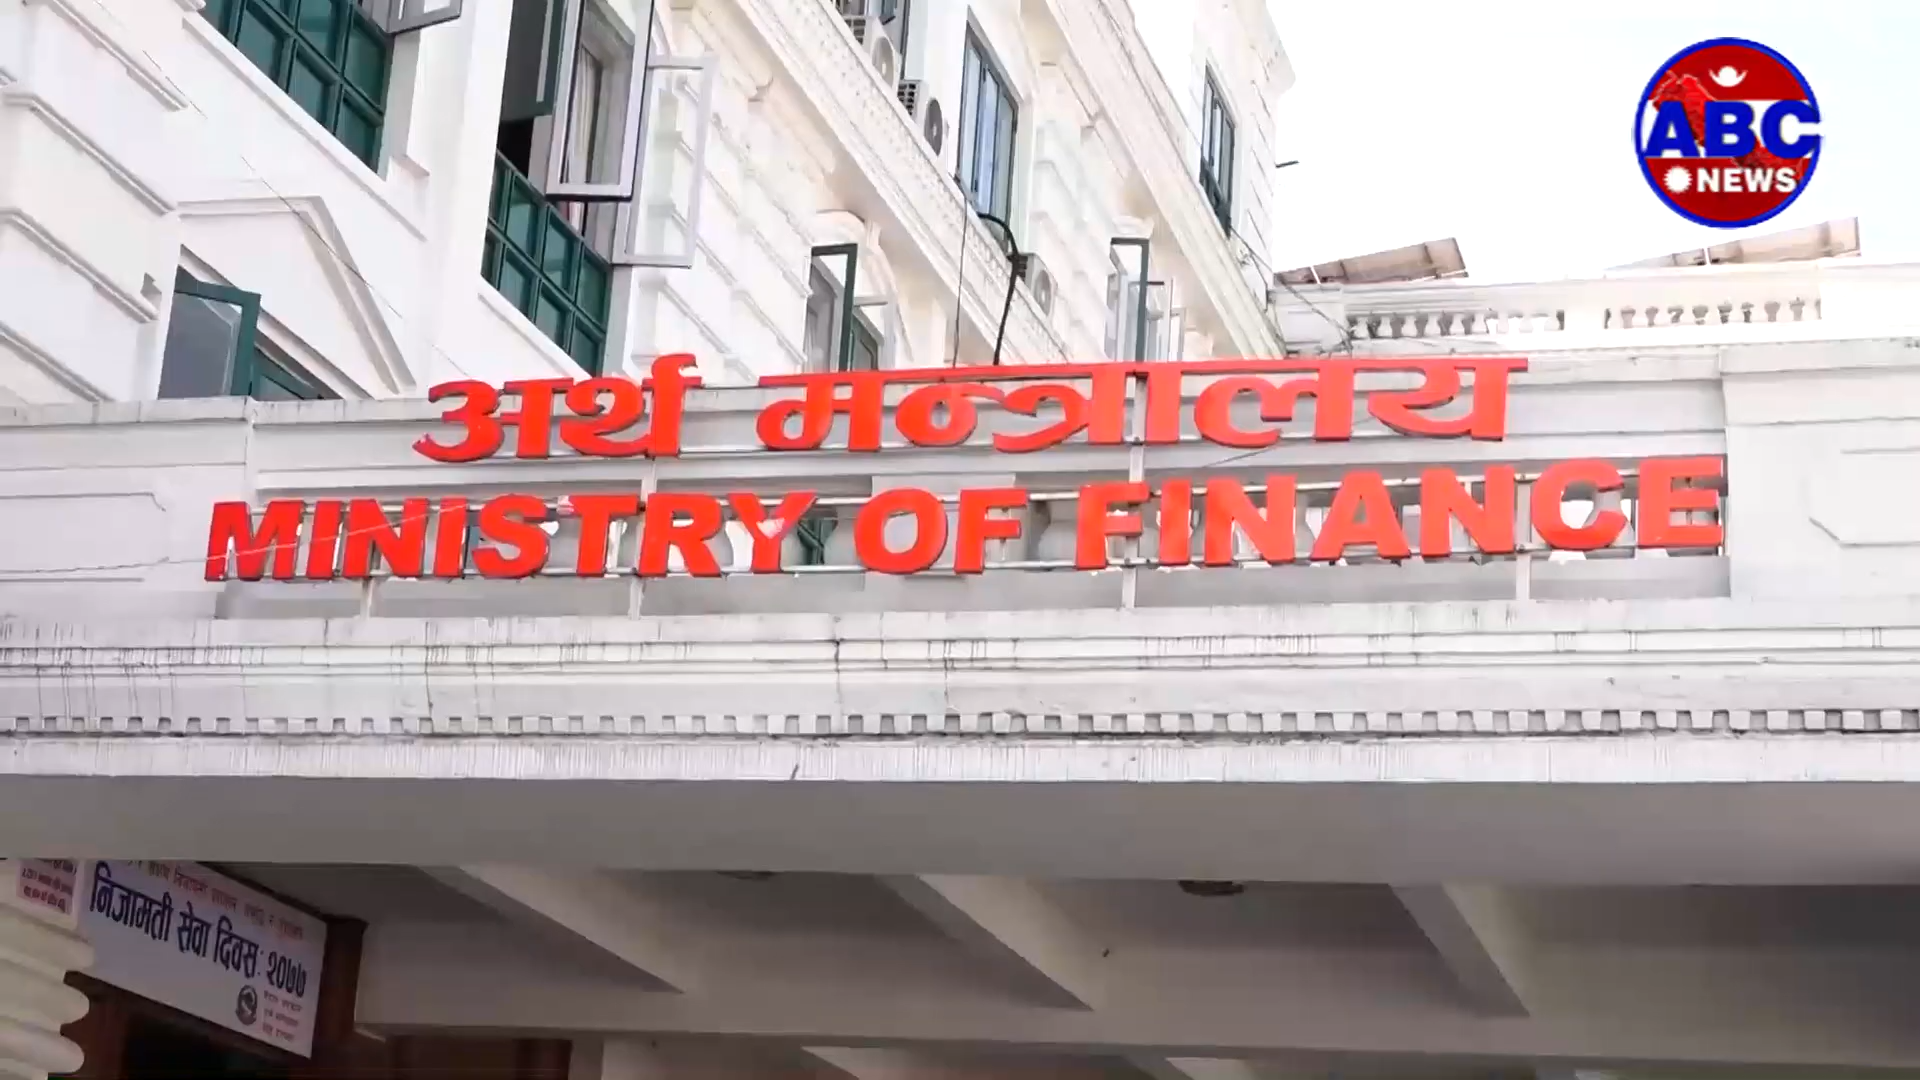 ABC
NEWS
अर्थ मन्त्रालय
MINISTRY OF FINANCE
निजामती सेवा दिवस: २०७७